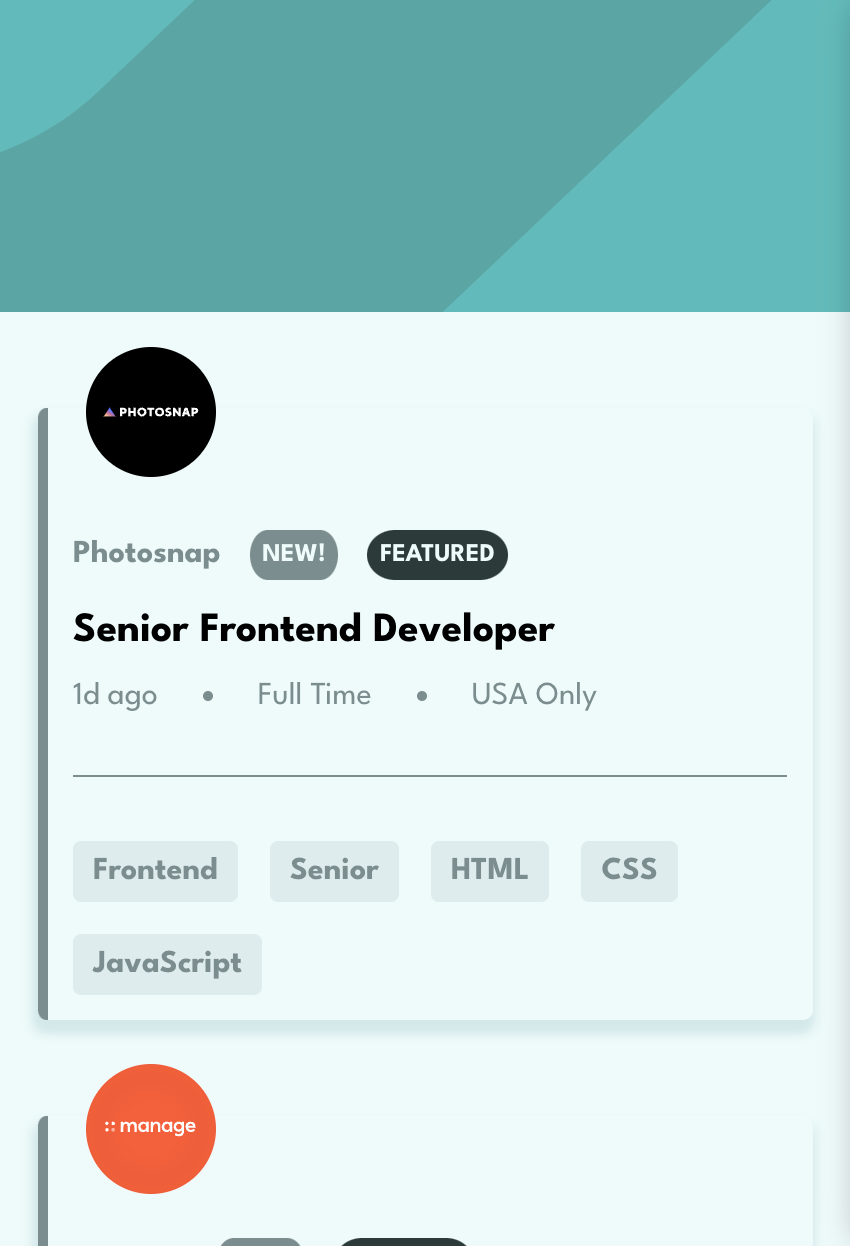 PHOTOSNAP
Photosnap NEW! FEATURED
Senior Frontend Developer
1d ago • Full Time • USA Only
Frontend Senior HTML CSS
JavaScript
manage